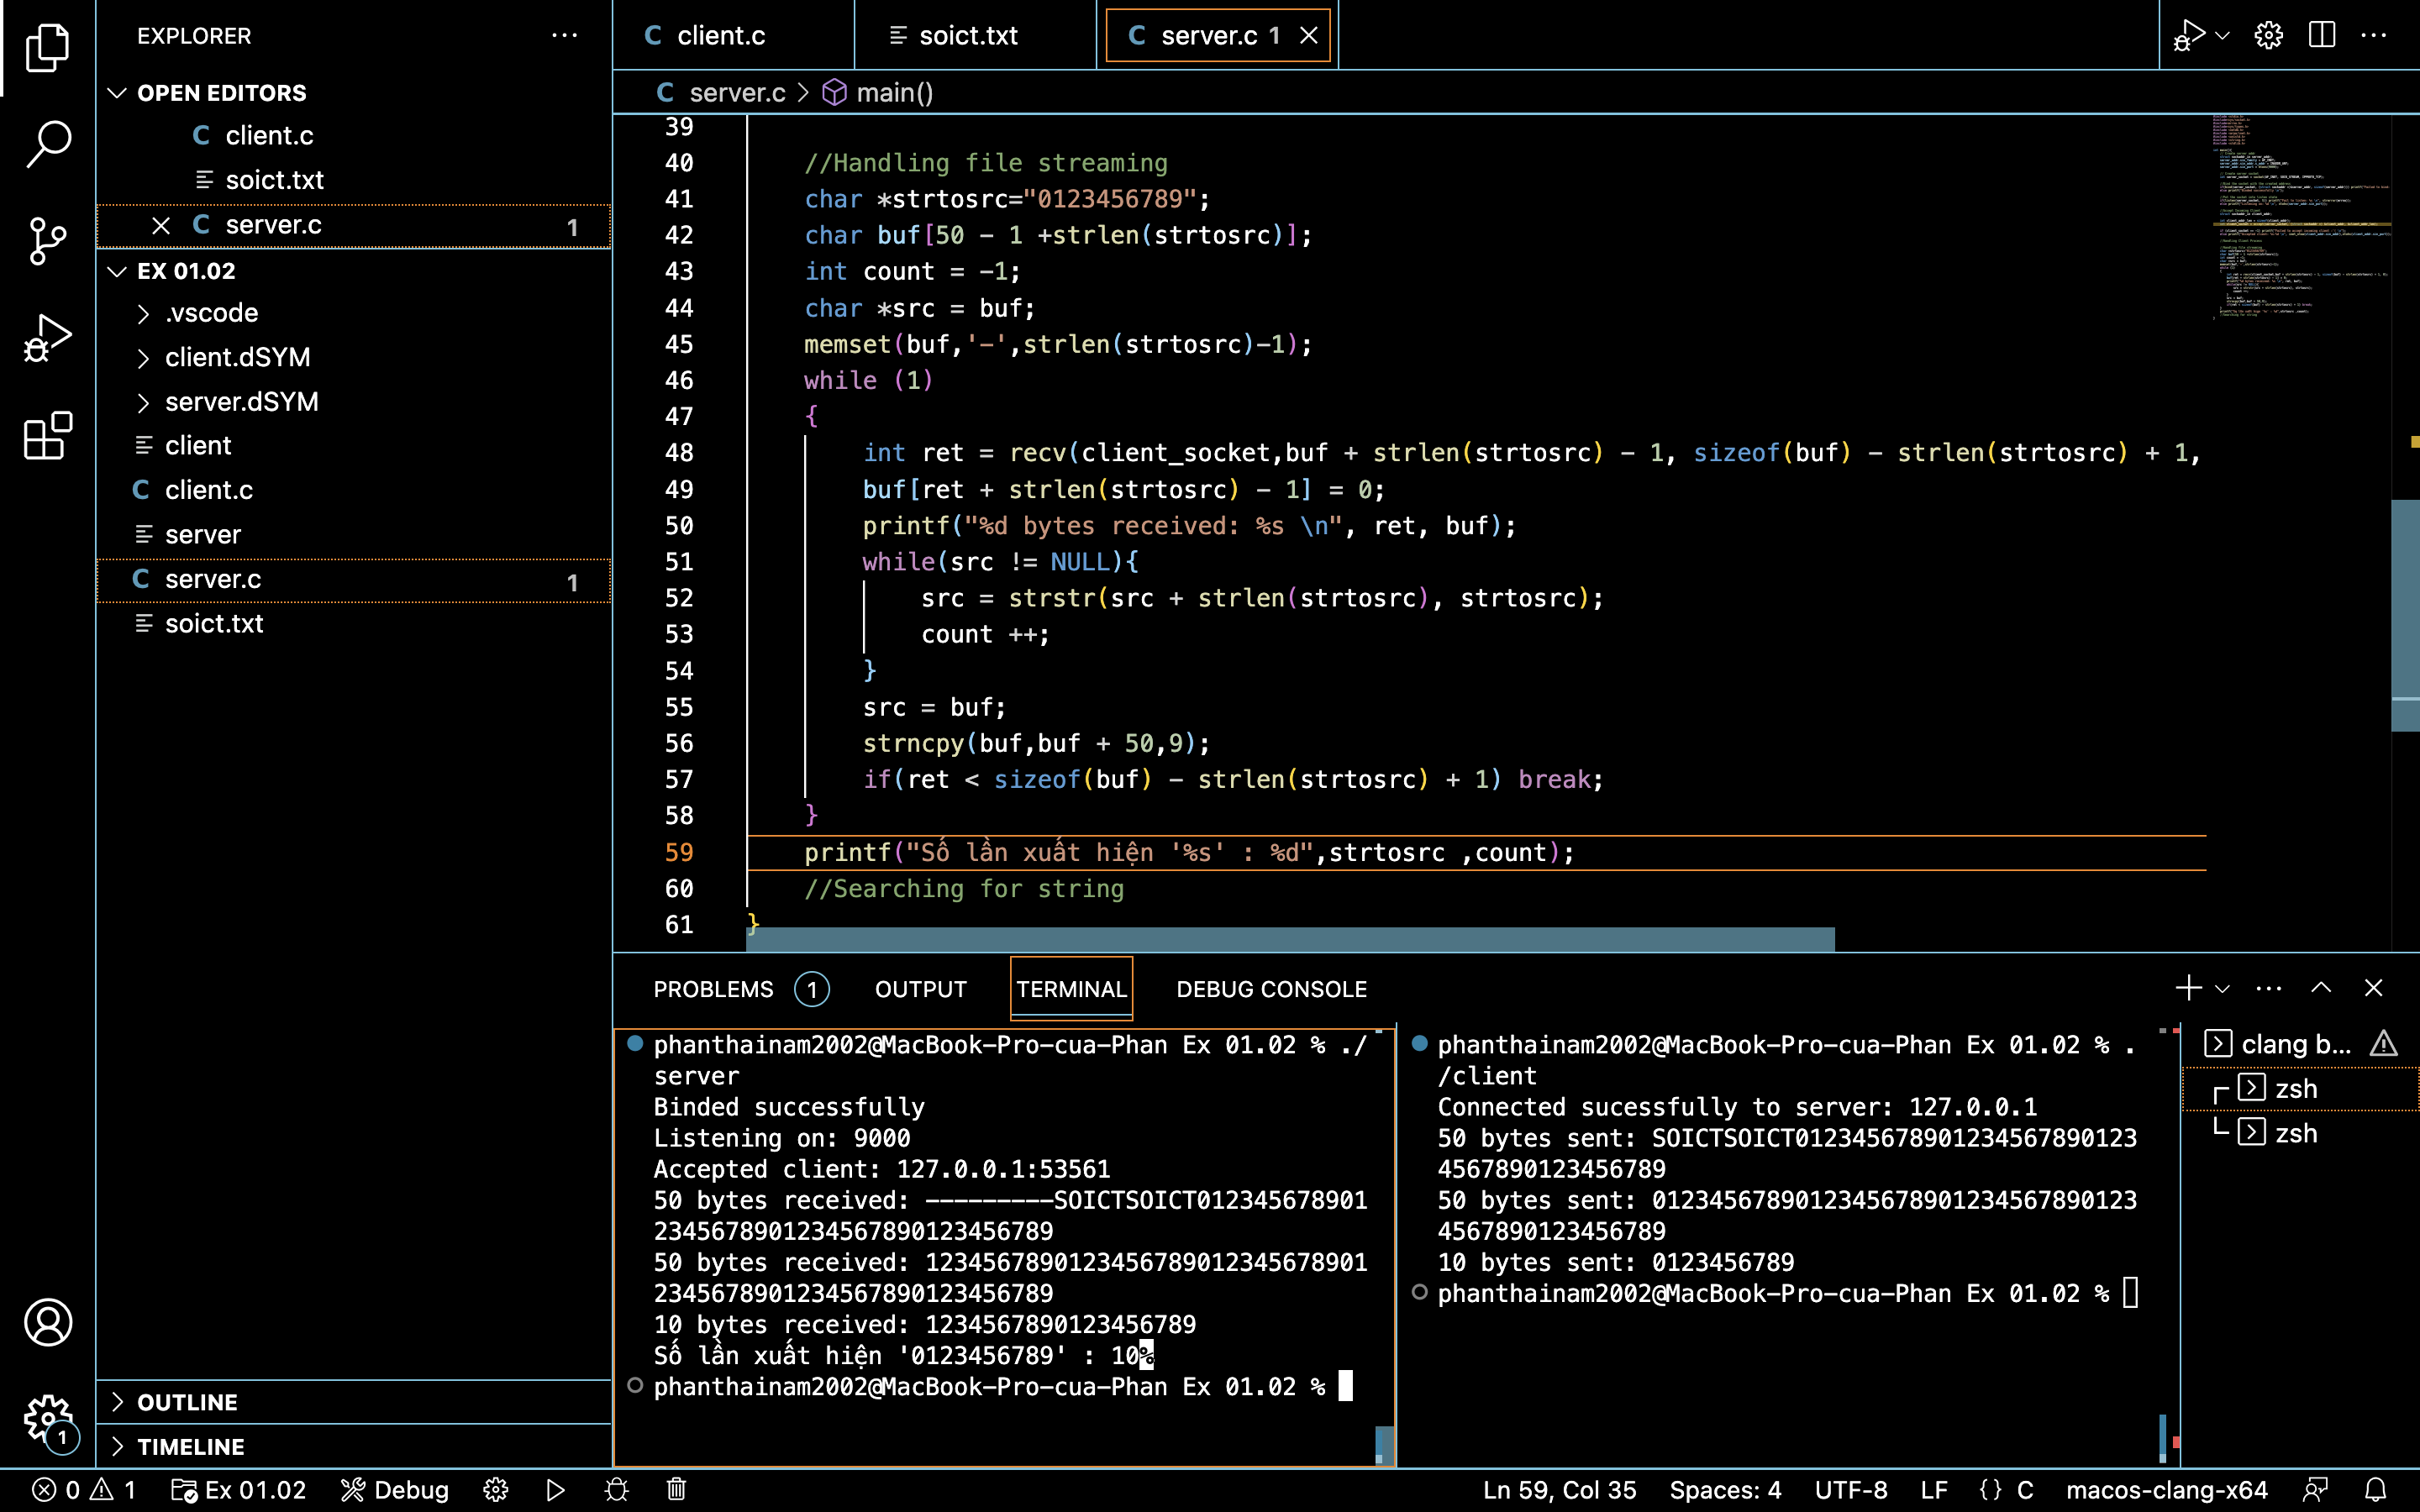 EXPLORER
OPEN EDITORS
C client.c
soict.txt
C server.c 1
EX 01.02
.vscode
client.dSYM
server.dSYM
client
C client.c
server
C server.c 1
soict.txt
OUTLINE
TIMELINE
C client.c soict.txt C server.c 1
C server.c > main()
39
40 //Handling file streaming
41 char *strtosrc="0123456789";
42 char buf[50 - 1 +strlen(strtosrc)];
43 int count = -1;
44 char *src = buf;
45 memset(buf,'-',strlen(strtosrc)-1);
46 while (1)
47 {
48 int ret = recv(client_socket,buf + strlen(strtosrc) - 1, sizeof(buf) - strlen(strtosrc) + 1,
49 buf[ret + strlen(strtosrc) - 1] = 0;
50 printf("%d bytes received: %s \n", ret, buf);
51 while(src != NULL){
52 src = strstr(src + strlen(strtosrc), strtosrc);
53 count ++;
54 }
55 src = buf;
56 strncpy(buf,buf + 50,9);
57 if(ret < sizeof(buf) - strlen(strtosrc) + 1) break;
58 }
59 printf("Số lần xuất hiện '%s' : %d",strtosrc ,count);
60 //Searching for string
61 }
PROBLEMS 1 OUTPUT TERMINAL DEBUG CONSOLE
phanthainam2002@MacBook-Pro-cua-Phan Ex 01.02 % ./
server
Binded successfully
Listening on: 9000
Accepted client: 127.0.0.1:53561
50 bytes received: ---------SOICTSOICT012345678901
2345678901234567890123456789
50 bytes received: 1234567890123456789012345678901
2345678901234567890123456789
10 bytes received: 1234567890123456789
Số lần xuất hiện '0123456789' : 10%
phanthainam2002@MacBook-Pro-cua-Phan Ex 01.02 %
phanthainam2002@MacBook-Pro-cua-Phan Ex 01.02 % .
/client
Connected sucessfully to server: 127.0.0.1
50 bytes sent: SOICTSOICT012345678901234567890123
4567890123456789
50 bytes sent: 0123456789012345678901234567890123
4567890123456789
10 bytes sent: 0123456789
phanthainam2002@MacBook-Pro-cua-Phan Ex 01.02 %
clang b...
zsh
zsh
1
0 1 Ex 01.02 Debug Ln 59, Col 35 Spaces: 4 UTF-8 LF {} C macos-clang-x64